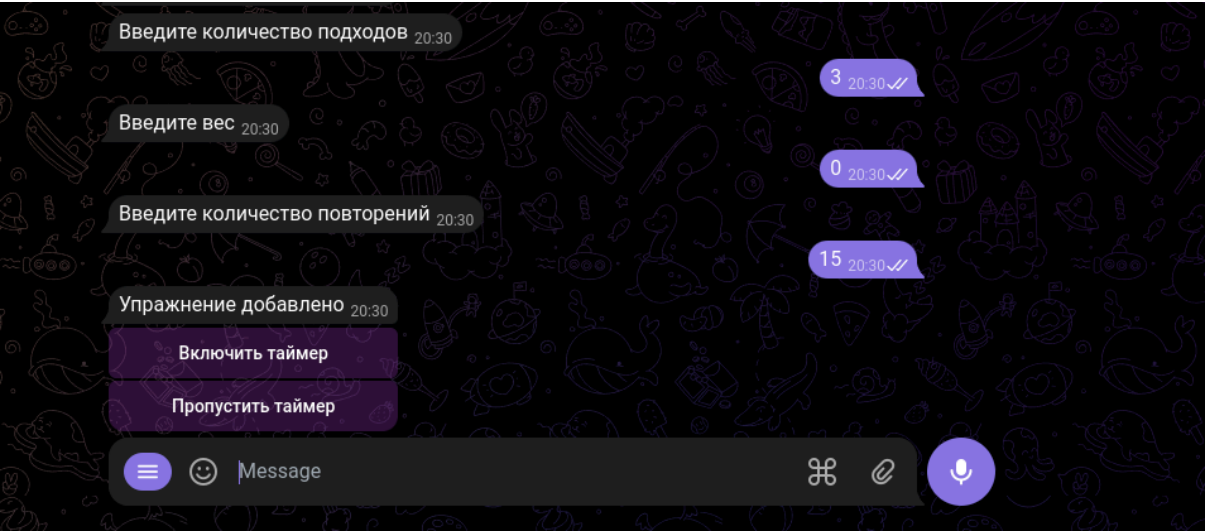 Введите количество подходов 20:30
3 20:30
Введите вес 20:30
0 20:30
Введите количество повторений 20:30
15 20:30
Упражнение добавлено 20:30
Включить таймер
Пропустить таймер
Message